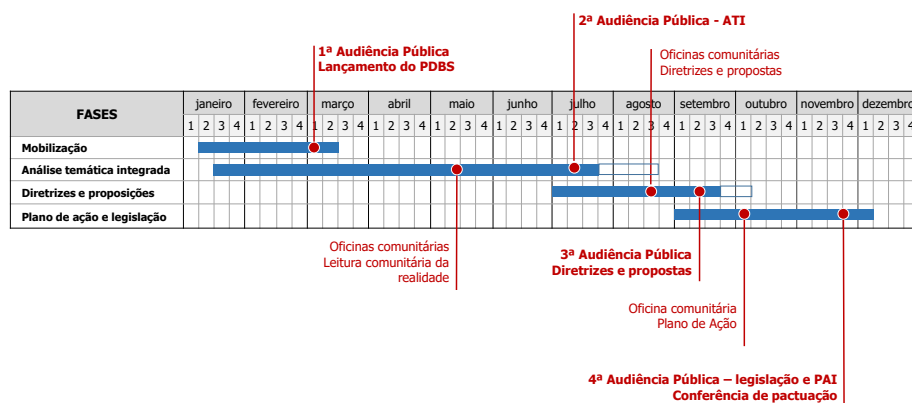 2ª Audiência Pública - ATI
1ª Audiência Pública
Lançamento do PDBS
Oficinas comunitárias
Diretrizes e propostas
FASES
janeiro fevereiro março abril maio junho julho agosto setembro outubro novembro dezembro
1 2 3 4 1 2 3 4 1 2 3 4 1 2 3 4 1 2 3 4 1 2 3 4 1 2 3 4 1 2 3 4 1 2 3 4 1 2 3 4 1 2 3 4 1 2 3
Mobilização
Análise temática integrada
Diretrizes e proposições
Plano de ação e legislação
Oficinas comunitárias
Leitura comunitária da
realidade
3ª Audiência Pública
Diretrizes e propostas
Oficina comunitária
Plano de Ação
4ª Audiência Pública – legislação e PAI
Conferência de pactuação